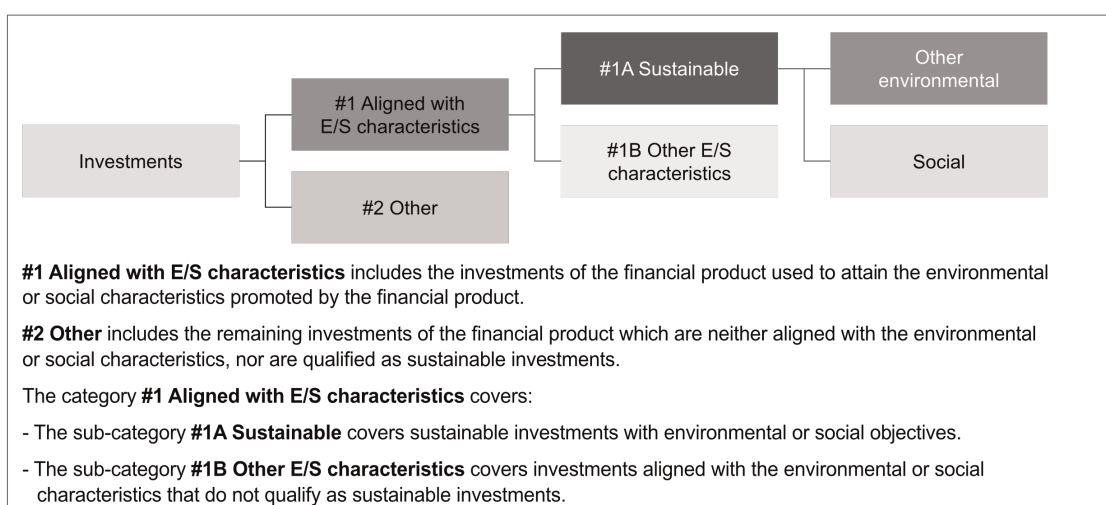 #1A Sustainable
Other
environmental
#1 Aligned with
E/S characteristics
Investments
#1B Other E/S
characteristics
Social
#2 Other
#1 Aligned with E/S characteristics includes the investments of the financial product used to attain the environmental
or social characteristics promoted by the financial product.
#2 Other includes the remaining investments of the financial product which are neither aligned with the environmental
or social characteristics, nor are qualified as sustainable investments.
The category #1 Aligned with E/S characteristics covers:
- The sub-category #1A Sustainable covers sustainable investments with environmental or social objectives.
- The sub-category #1B Other E/S characteristics covers investments aligned with the environmental or social
characteristics that do not qualify as sustainable investments.